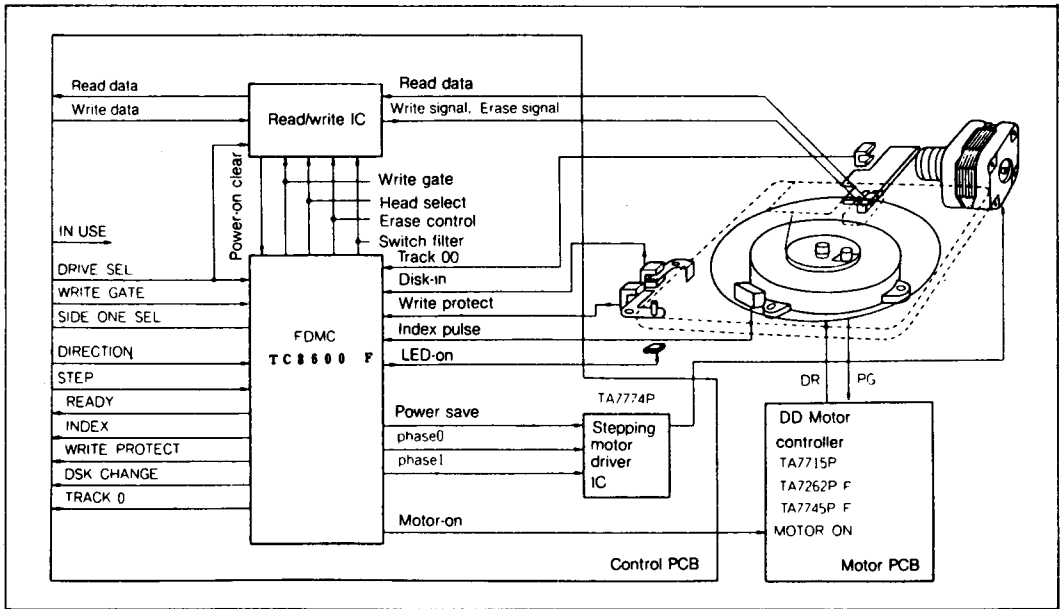 Read data
Write data
Read/write IC
Read data
Write signal, Erase signal
Power-on clear
Write gate
Head select
Erase control
Switch filter
Track 00
Disk-in
Write protect
Index pulse
LED-on
IN USE
DRIVE SEL
WRITE GATE
SIDE ONE SEL
DIRECTION
STEP
READY
INDEX
WRITE PROTECT
DSK CHANGE
TRACK 0
FDMC
TC8600 F
Power save
phase0
phase1
Motor-on
TA7774P
Stepping
motor
driver
IC
Control PCB
DR
PG
DD Motor
controller
TA7715P
TA7262P F
TA7745P F
MOTOR ON
Motor PCB